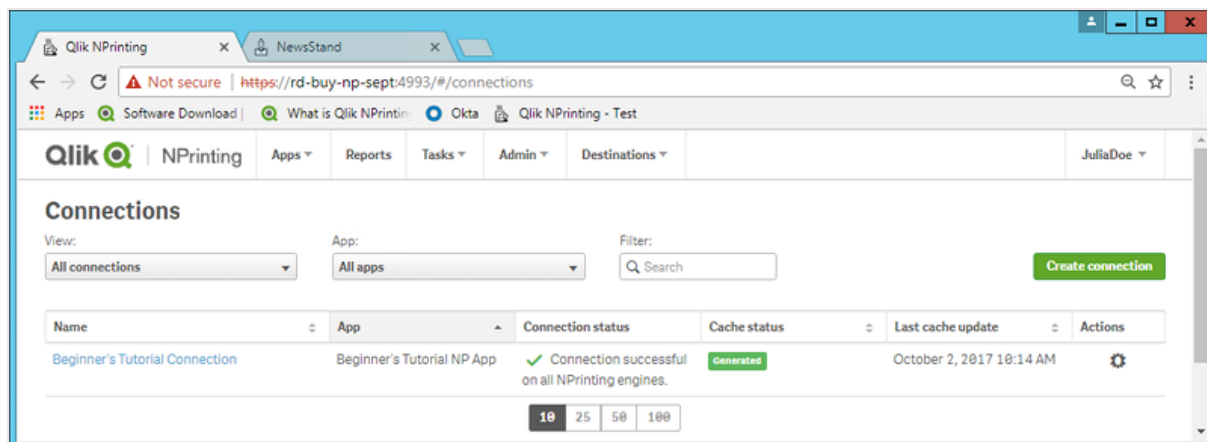 Qlik NPrinting
NewsStand
Not secure | https://rd-buy-np-sept:4993/#/connections
Apps Software Download | What is Qlik NPrintin Okta Qlik NPrinting - Test
Qlik NPrinting Apps Reports Tasks Admin Destinations JuliaDoe
Connections
View: App: Filter:
All connections All apps Search Create connection
Name App Connection status Cache status Last cache update Actions
Beginner's Tutorial Connection Beginner's Tutorial NP App Connection successful Generated October 2, 2017 10:14 AM
on all NPrinting engines.
10 25 50 100